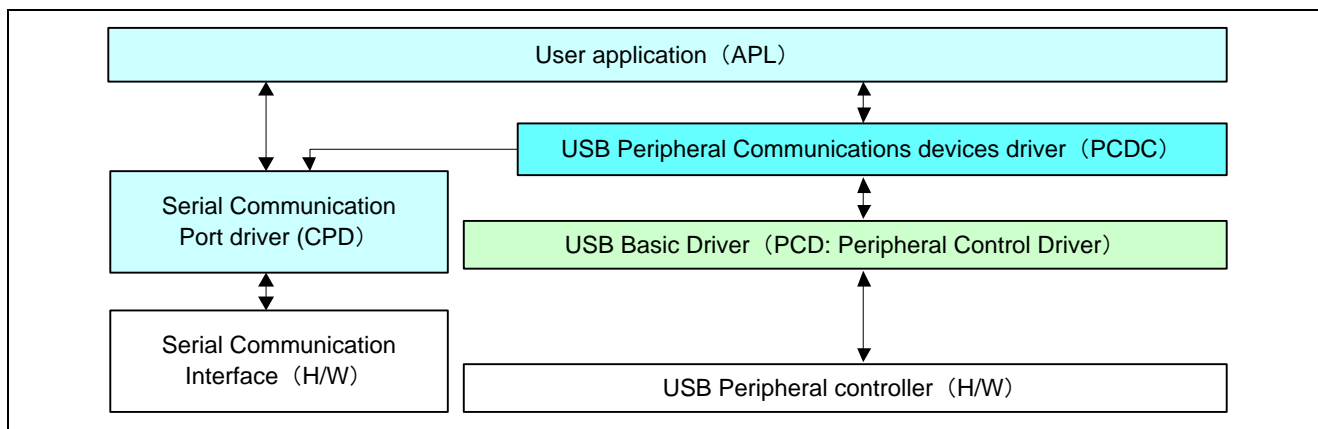 User application（APL）
USB Peripheral Communications devices driver（PCDC）
Serial Communication
Port driver (CPD）
USB Basic Driver（PCD: Peripheral Control Driver）
Serial Communication
Interface（H/W）
USB Peripheral controller（H/W）